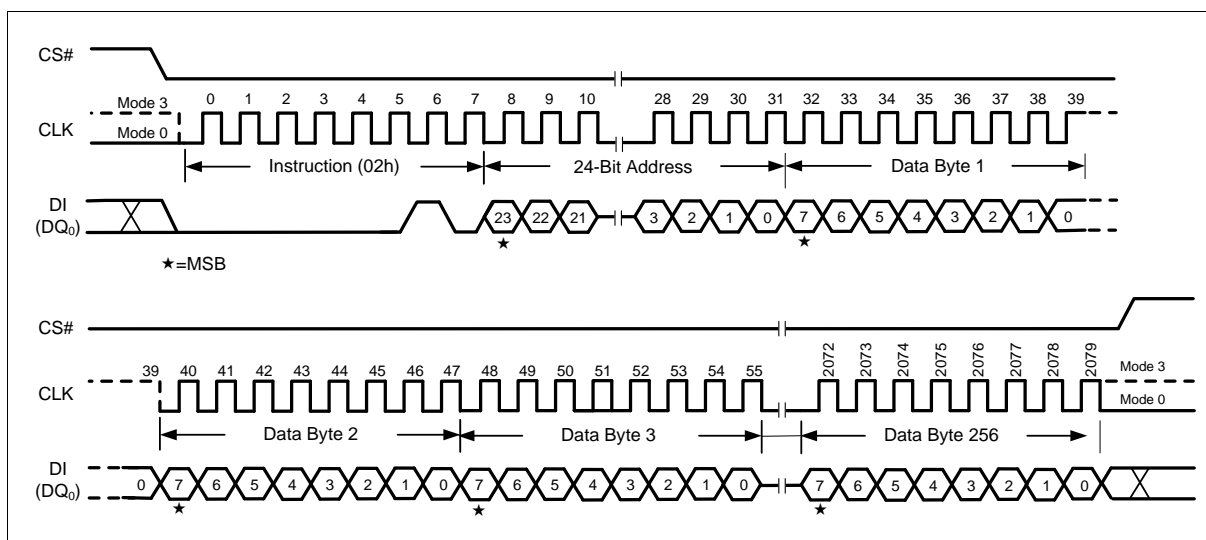 CS#
Mode 3 0 1 2 3 4 5 6 7 8 9 10 28 29 30 31 32 33 34 35 36 37 38 39
CLK
Mode 0
Instruction (02h) 24-Bit Address Data Byte 1
DI
(DQ₀) 23 22 21 3 2 1 0 7 6 5 4 3 2 1 0
★ ★
★=MSB
CS#
39 40 41 42 43 44 45 46 47 48 49 50 51 52 53 54 55 2072 2073 2074 2075 2076 2077 2078 2079 Mode 3
CLK
Mode 0
Data Byte 2 Data Byte 3 Data Byte 256
DI
(DQ₀) 0 7 6 5 4 3 2 1 0 7 6 5 4 3 2 1 0 7 6 5 4 3 2 1 0
★ ★ ★